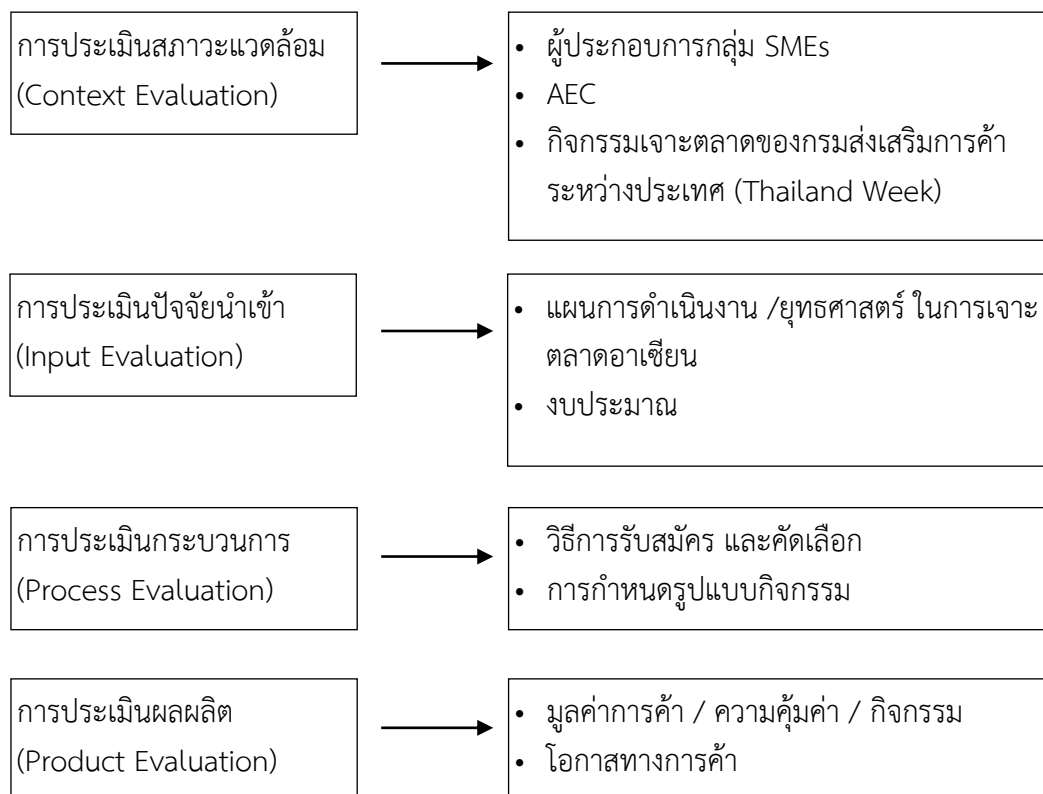 การประเมินสภาวะแวดล้อม
(Context Evaluation)
• ผู้ประกอบการกลุ่ม SMEs
• AEC
• กิจกรรมเจาะตลาดของกรมส่งเสริมการค้า
ระหว่างประเทศ (Thailand Week)
การประเมินปัจจัยนำเข้า
(Input Evaluation)
• แผนการดำเนินงาน /ยุทธศาสตร์ ในการเจาะ
ตลาดอาเซียน
• งบประมาณ
การประเมินกระบวนการ
(Process Evaluation)
• วิธีการรับสมัคร และคัดเลือก
• การกำหนดรูปแบบกิจกรรม
การประเมินผลผลิต
(Product Evaluation)
• มูลค่าการค้า / ความคุ้มค่า / กิจกรรม
• โอกาสทางการค้า